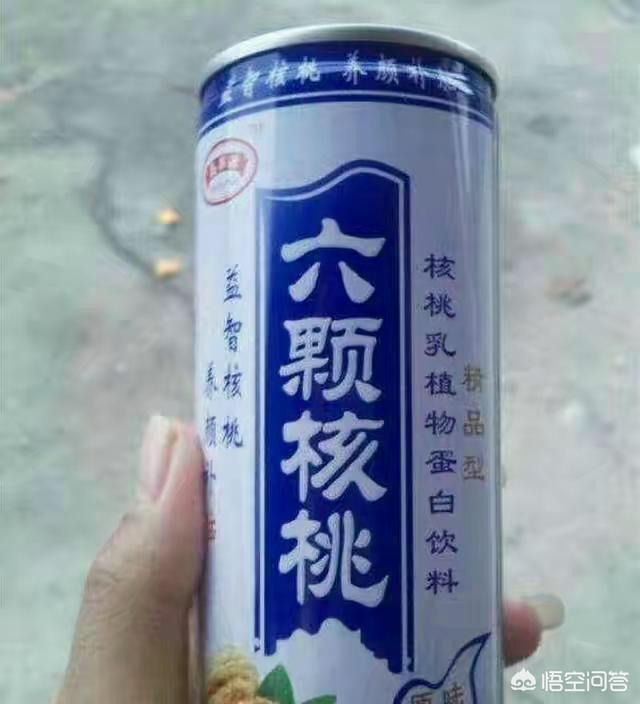 益智核桃 养颜补脑
六颗核桃
益智核桃
养颜补
核桃乳植物蛋白饮料
精品型
原味
悟空问答